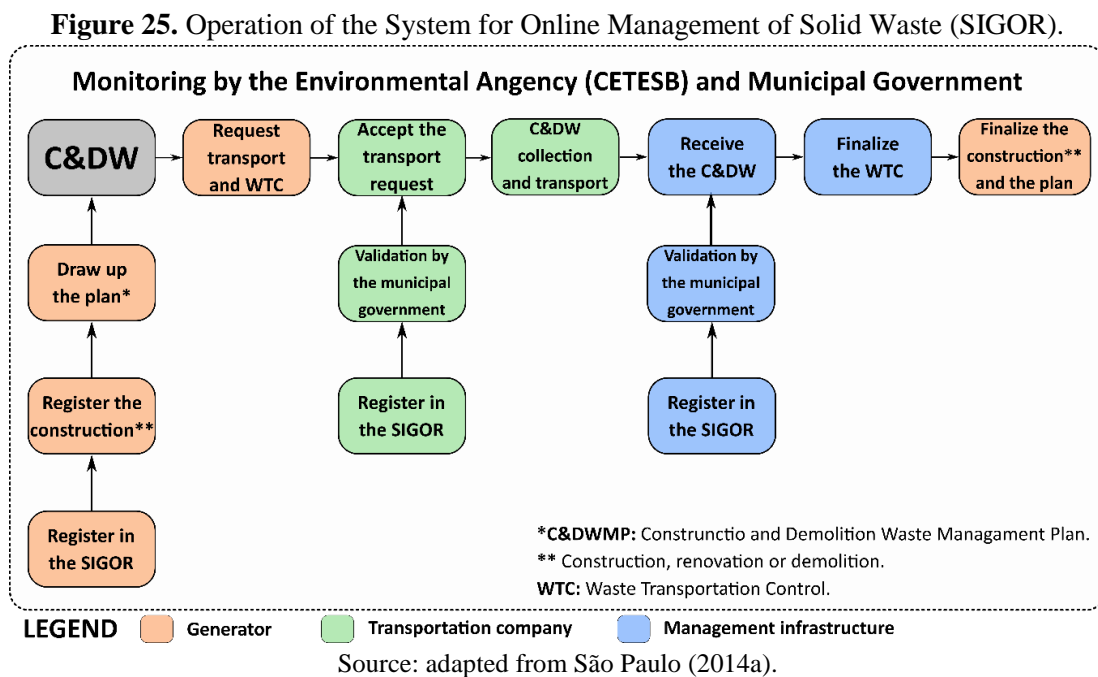 Figure 25. Operation of the System for Online Management of Solid Waste (SIGOR).
Monitoring by the Environmental Angency (CETESB) and Municipal Government
C&DW
Request
transport
and WTC
Accept the
transport
request
C&DW
collection
and transport
Receive
the C&DW
Finalize
the WTC
Finalize the
construction**
and the plan
Draw up
the plan*
Validation by
the municipal
government
Validation by
the municipal
government
Register the
construction**
Register in
the SIGOR
Register in
the SIGOR
Register in
the SIGOR
*C&DWMP: Construnctio and Demolition Waste Managament Plan.
** Construction, renovation or demolition.
WTC: Waste Transportation Control.
LEGEND Generator Transportation company Management infrastructure
Source: adapted from São Paulo (2014a).